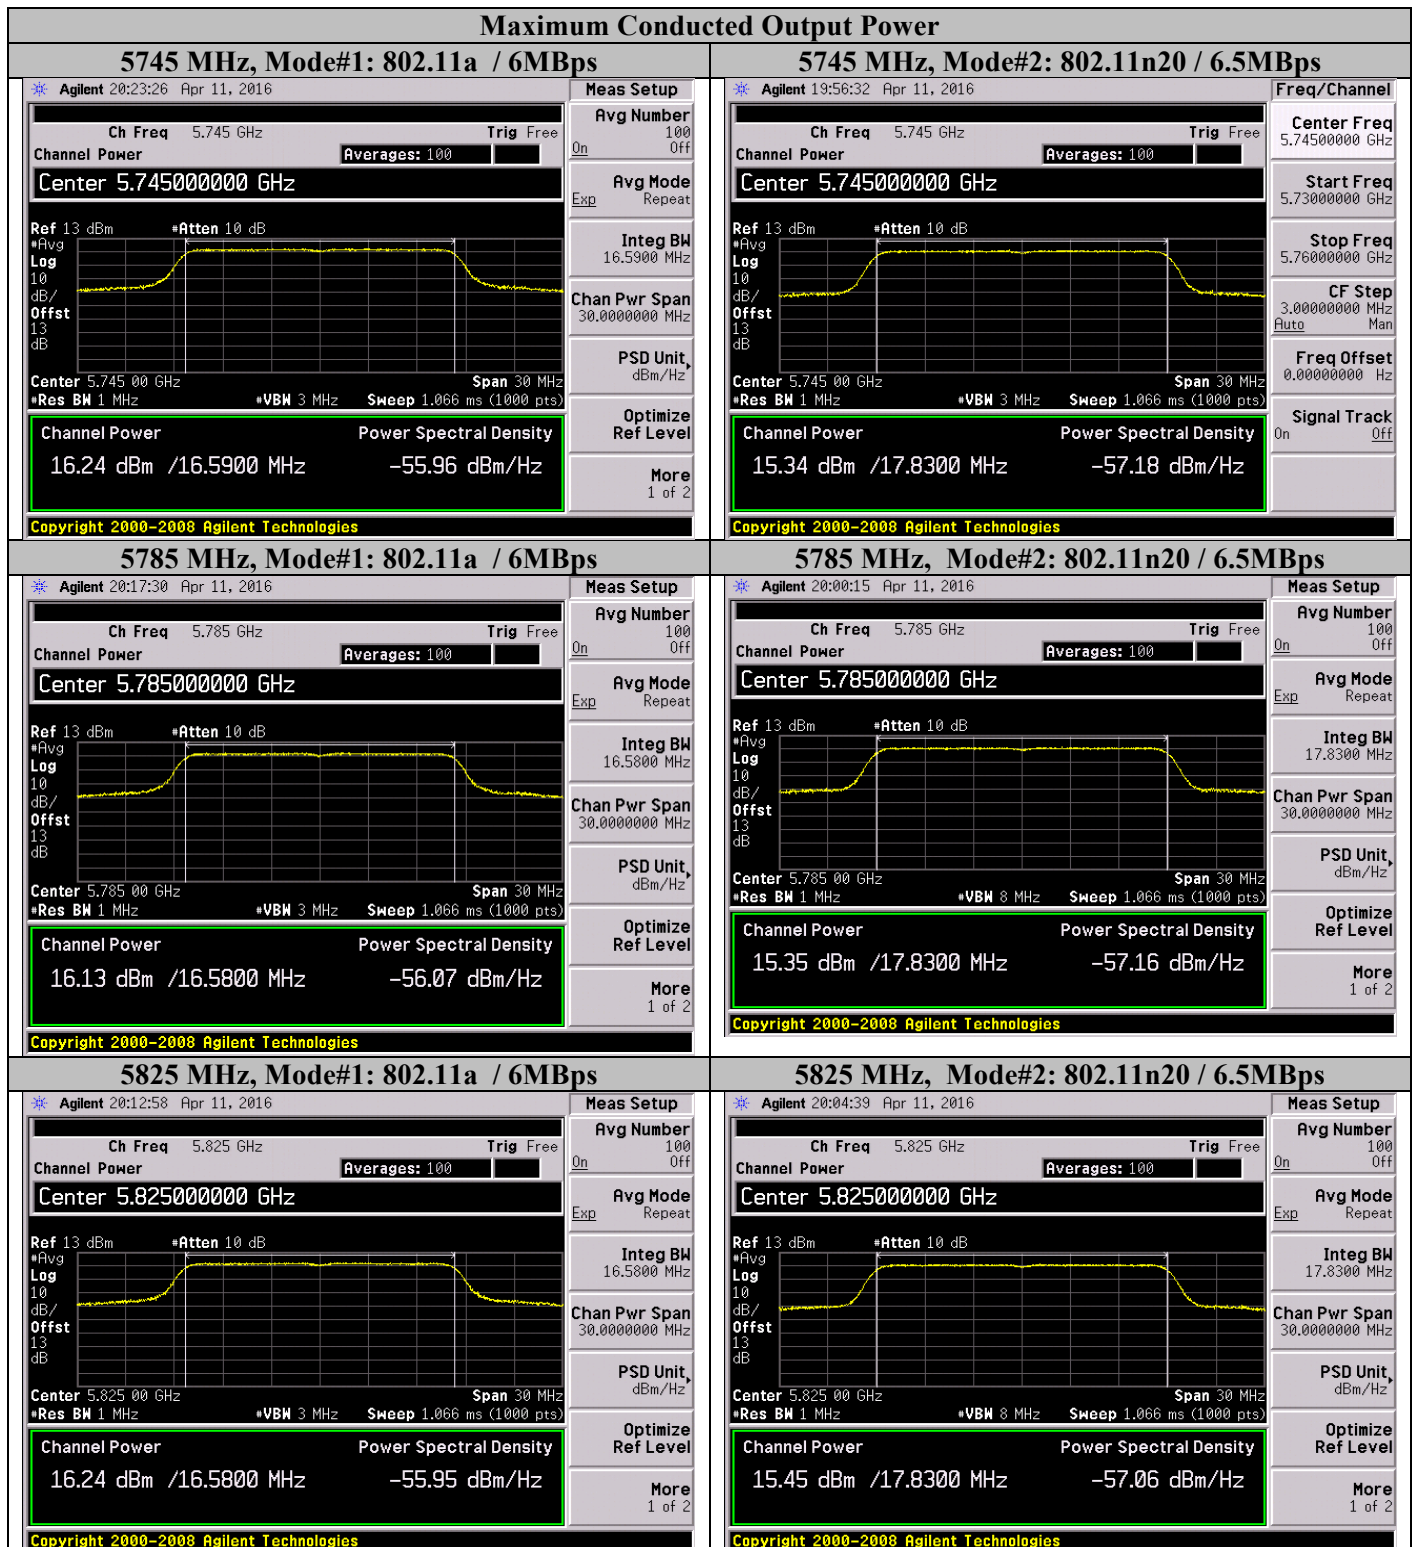 Maximum Conducted Output Power
5745 MHz, Mode#1: 802.11a / 6MBps
Agilent 20:23:26 Apr 11, 2016
Meas Setup
Ch Freq 5.745 GHz Trig Free
Channel Power Averages: 100
Center 5.745000000 GHz
Ref 13 dBm #Atten 10 dB
#Avg
Log
10
dB/
Offst
13
dB
Center 5.745 00 GHz Span 30 MHz
#Res BW 1 MHz #VBW 3 MHz Sweep 1.066 ms (1000 pts)
Channel Power Power Spectral Density
16.24 dBm /16.5900 MHz -55.96 dBm/Hz
Copyright 2000-2008 Agilent Technologies
Avg Number
100
On Off
Avg Mode
Exp Repeat
Integ BW
16.5900 MHz
Chan Pwr Span
30.0000000 MHz
PSD Unit
dBm/Hz
Optimize
Ref Level
More
1 of 2
5745 MHz, Mode#2: 802.11n20 / 6.5MBps
Agilent 19:56:32 Apr 11, 2016
Freq/Channel
Ch Freq 5.745 GHz Trig Free
Channel Power Averages: 100
Center 5.745000000 GHz
Ref 13 dBm #Atten 10 dB
#Avg
Log
10
dB/
Offst
13
dB
Center 5.745 00 GHz Span 30 MHz
#Res BW 1 MHz #VBW 3 MHz Sweep 1.066 ms (1000 pts)
Channel Power Power Spectral Density
15.34 dBm /17.8300 MHz -57.18 dBm/Hz
Copyright 2000-2008 Agilent Technologies
Center Freq
5.74500000 GHz
Start Freq
5.73000000 GHz
Stop Freq
5.76000000 GHz
CF Step
3.00000000 MHz
Auto Man
Freq Offset
0.00000000 Hz
Signal Track
On Off
5785 MHz, Mode#1: 802.11a / 6MBps
Agilent 20:17:30 Apr 11, 2016
Meas Setup
Ch Freq 5.785 GHz Trig Free
Channel Power Averages: 100
Center 5.785000000 GHz
Ref 13 dBm #Atten 10 dB
#Avg
Log
10
dB/
Offst
13
dB
Center 5.785 00 GHz Span 30 MHz
#Res BW 1 MHz #VBW 3 MHz Sweep 1.066 ms (1000 pts)
Channel Power Power Spectral Density
16.13 dBm /16.5800 MHz -56.07 dBm/Hz
Copyright 2000-2008 Agilent Technologies
Avg Number
100
On Off
Avg Mode
Exp Repeat
Integ BW
16.5800 MHz
Chan Pwr Span
30.0000000 MHz
PSD Unit
dBm/Hz
Optimize
Ref Level
More
1 of 2
5785 MHz, Mode#2: 802.11n20 / 6.5MBps
Agilent 20:00:15 Apr 11, 2016
Meas Setup
Ch Freq 5.785 GHz Trig Free
Channel Power Averages: 100
Center 5.785000000 GHz
Ref 13 dBm #Atten 10 dB
#Avg
Log
10
dB/
Offst
13
dB
Center 5.785 00 GHz Span 30 MHz
#Res BW 1 MHz #VBW 8 MHz Sweep 1.066 ms (1000 pts)
Channel Power Power Spectral Density
15.35 dBm /17.8300 MHz -57.16 dBm/Hz
Copyright 2000-2008 Agilent Technologies
Avg Number
100
On Off
Avg Mode
Exp Repeat
Integ BW
17.8300 MHz
Chan Pwr Span
30.0000000 MHz
PSD Unit
dBm/Hz
Optimize
Ref Level
More
1 of 2
5825 MHz, Mode#1: 802.11a / 6MBps
Agilent 20:12:58 Apr 11, 2016
Meas Setup
Ch Freq 5.825 GHz Trig Free
Channel Power Averages: 100
Center 5.825000000 GHz
Ref 13 dBm #Atten 10 dB
#Avg
Log
10
dB/
Offst
13
dB
Center 5.825 00 GHz Span 30 MHz
#Res BW 1 MHz #VBW 3 MHz Sweep 1.066 ms (1000 pts)
Channel Power Power Spectral Density
16.24 dBm /16.5800 MHz -55.95 dBm/Hz
Copyright 2000-2008 Agilent Technologies
Avg Number
100
On Off
Avg Mode
Exp Repeat
Integ BW
16.5800 MHz
Chan Pwr Span
30.0000000 MHz
PSD Unit
dBm/Hz
Optimize
Ref Level
More
1 of 2
5825 MHz, Mode#2: 802.11n20 / 6.5MBps
Agilent 20:04:39 Apr 11, 2016
Meas Setup
Ch Freq 5.825 GHz Trig Free
Channel Power Averages: 100
Center 5.825000000 GHz
Ref 13 dBm #Atten 10 dB
#Avg
Log
10
dB/
Offst
13
dB
Center 5.825 00 GHz Span 30 MHz
#Res BW 1 MHz #VBW 8 MHz Sweep 1.066 ms (1000 pts)
Channel Power Power Spectral Density
15.45 dBm /17.8300 MHz -57.06 dBm/Hz
Copyright 2000-2008 Agilent Technologies
Avg Number
100
On Off
Avg Mode
Exp Repeat
Integ BW
17.8300 MHz
Chan Pwr Span
30.0000000 MHz
PSD Unit
dBm/Hz
Optimize
Ref Level
More
1 of 2